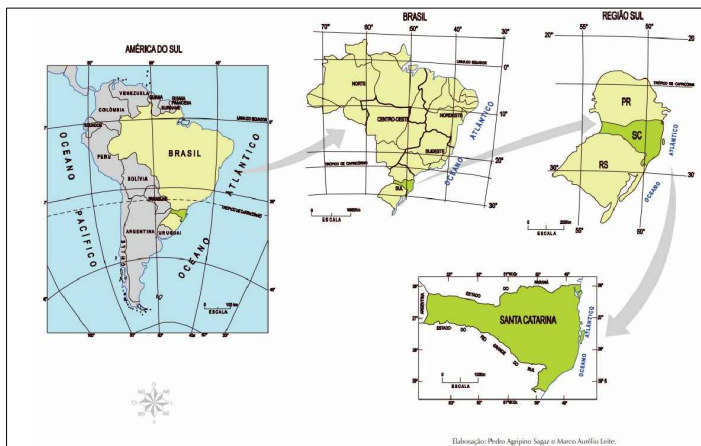 AMÉRICA DO SUL
VENEZUELA
GUIANA
GUIANA FRANCESA
SURINAME
COLÔMBIA
EQUADOR
LINHA DO EQUADOR
PERU
BRASIL
BOLÍVIA
PARAGUAI
TRÓPICO DE CAPRICÓRNIO
CHILE
ARGENTINA
URUGUAI
OCEANO PACÍFICO
OCEANO ATLÂNTICO
ESCALA
BRASIL
70°
60°
50°
40°
30°
LINHA DO EQUADOR
0°
NORTE
NORDESTE
10°
CENTRO-OESTE
SUDESTE
20°
TRÓPICO DE CAPRICÓRNIO
SUL
30°
OCEANO ATLÂNTICO
ESCALA
REGIÃO SUL
20°
55°
50°
20
TRÓPICO DE CAPRICÓRNIO
PR
SC
RS
OCEANO ATLÂNTICO
30°
55°
50°
ESCALA
ARGENTINA
ESTADO DO PARANÁ
SANTA CATARINA
ESTADO DO RIO GRANDE DO SUL
OCEANO ATLÂNTICO
ESCALA
N
S
Elaboração: Pedro Agripino Sagaz e Marco Aurélio Leite.